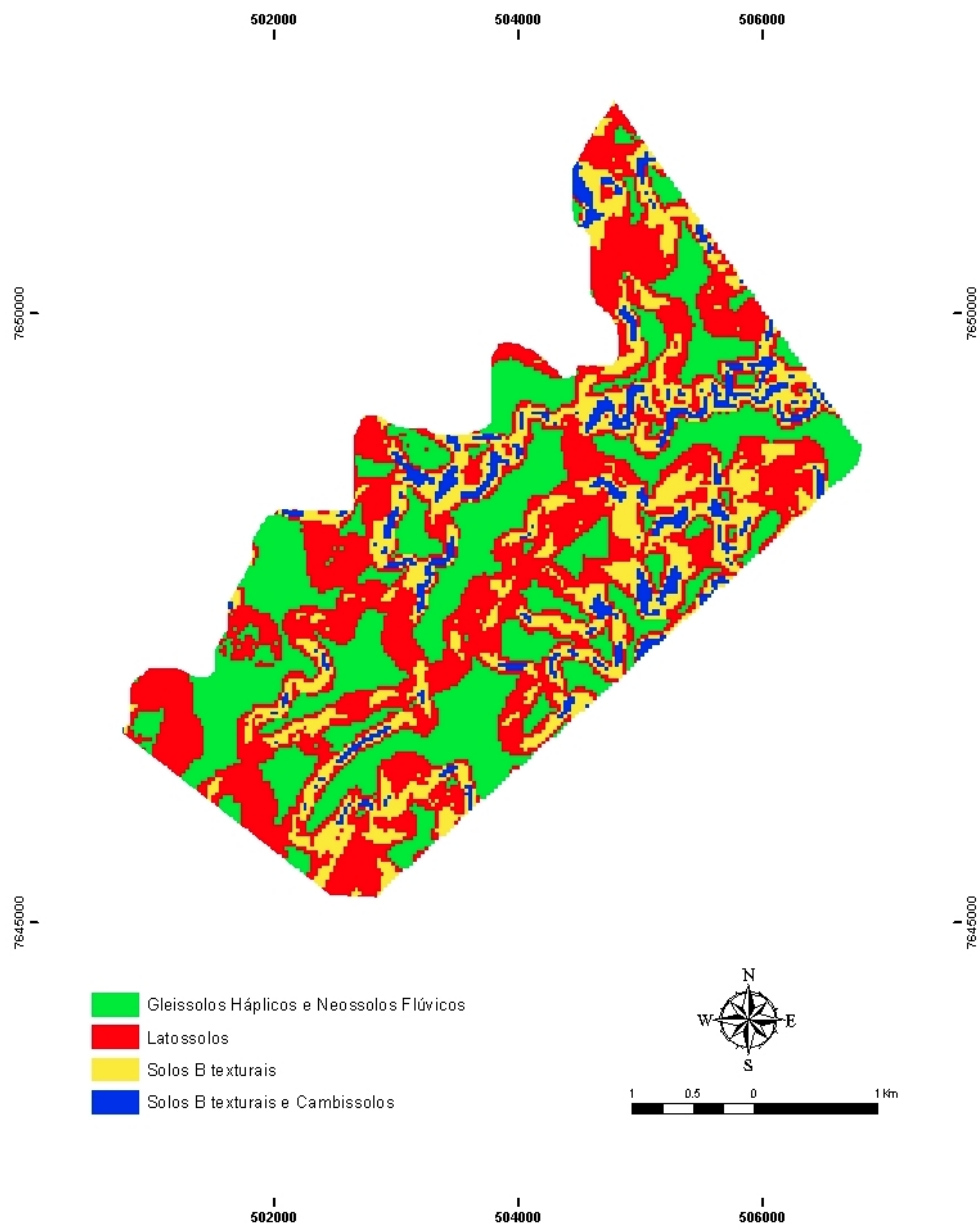 502000 504000 506000
7650000 7650000
7645000 7645000
Gleissolos Háplicos e Neossolos Flúvicos
Latossolos
Solos B texturais
Solos B texturais e Cambissolos
N
W E
S
1 0.5 0 1 Km
502000 504000 506000